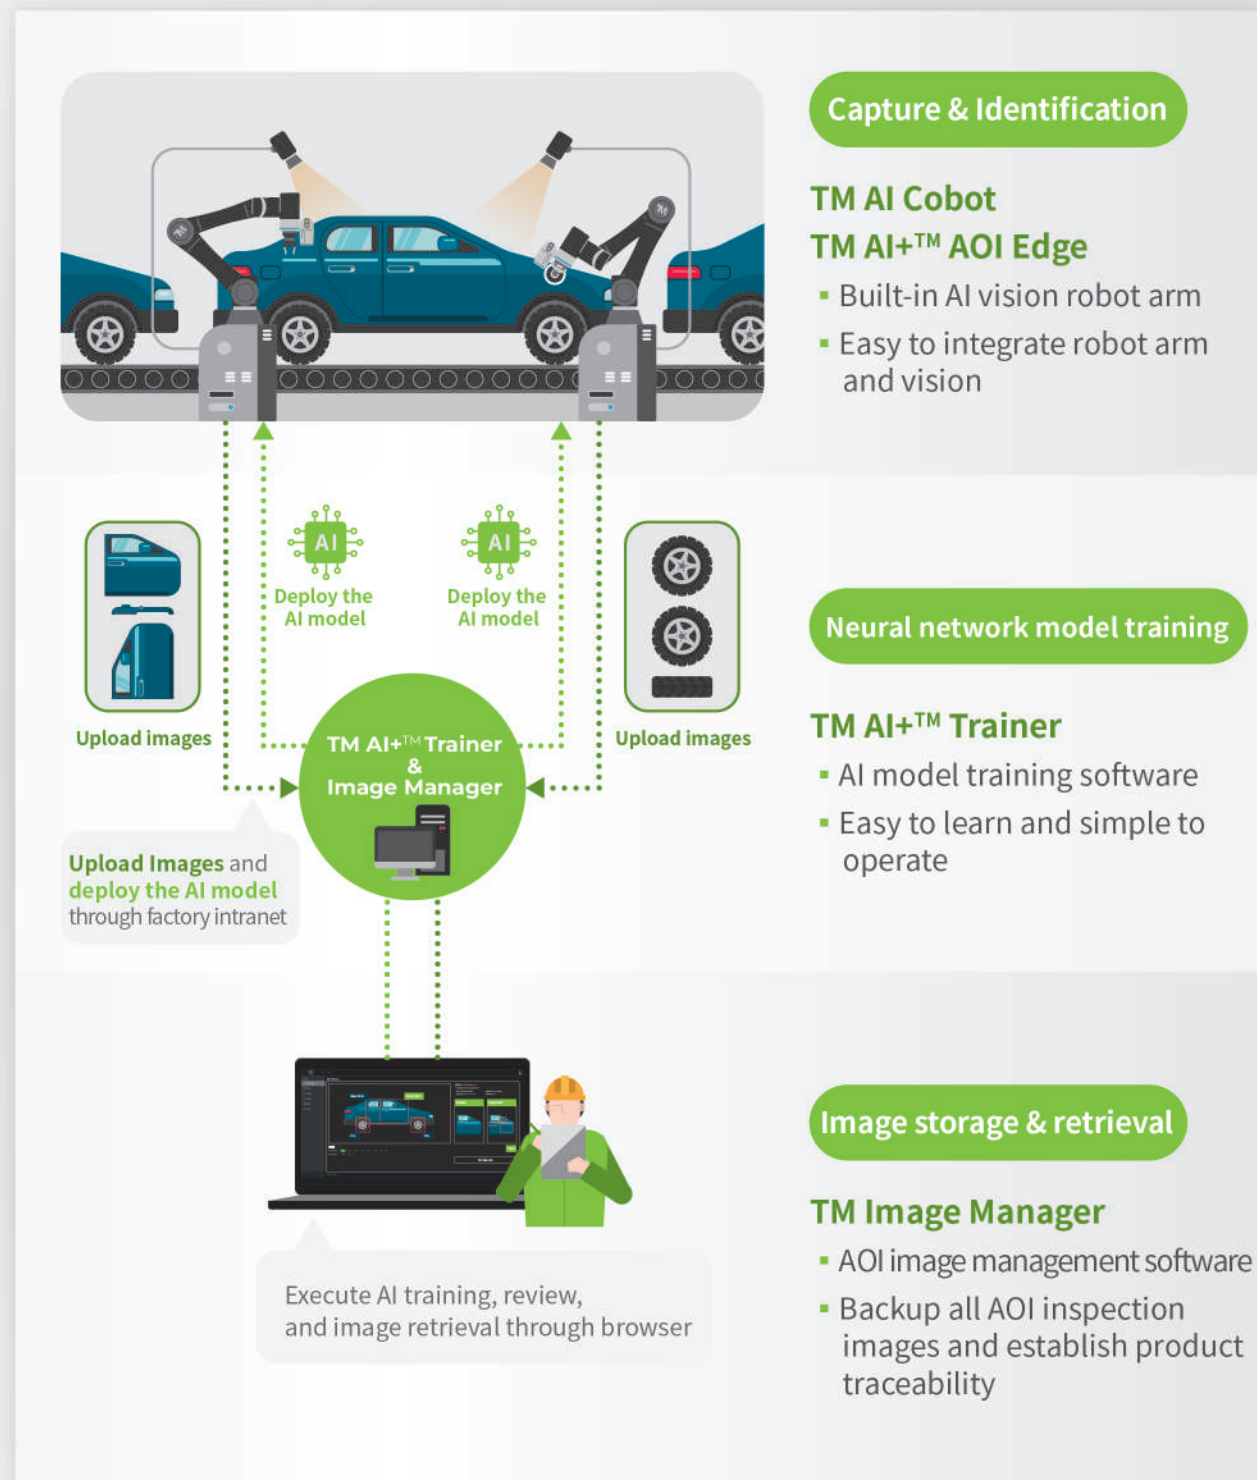 Capture & Identification
TM AI Cobot
TM AI+™ AOI Edge
▪ Built-in AI vision robot arm
▪ Easy to integrate robot arm
and vision
AI
AI
Deploy the
AI model
Deploy the
AI model
Upload images
Upload images
TM AI+™ Trainer
&
Image Manager
Upload Images and
deploy the AI model
through factory intranet
Neural network model training
TM AI+™ Trainer
▪ AI model training software
▪ Easy to learn and simple to
operate
Execute AI training, review,
and image retrieval through browser
Image storage & retrieval
TM Image Manager
▪ AOI image management software
▪ Backup all AOI inspection
images and establish product
traceability